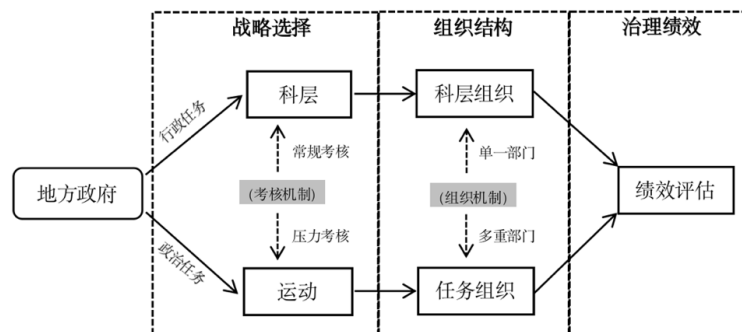 战略选择
组织结构
治理绩效
科层
科层组织
行政任务
常规考核
单一部门
地方政府
(考核机制)
(组织机制)
绩效评估
政治任务
压力考核
多重部门
运动
任务组织